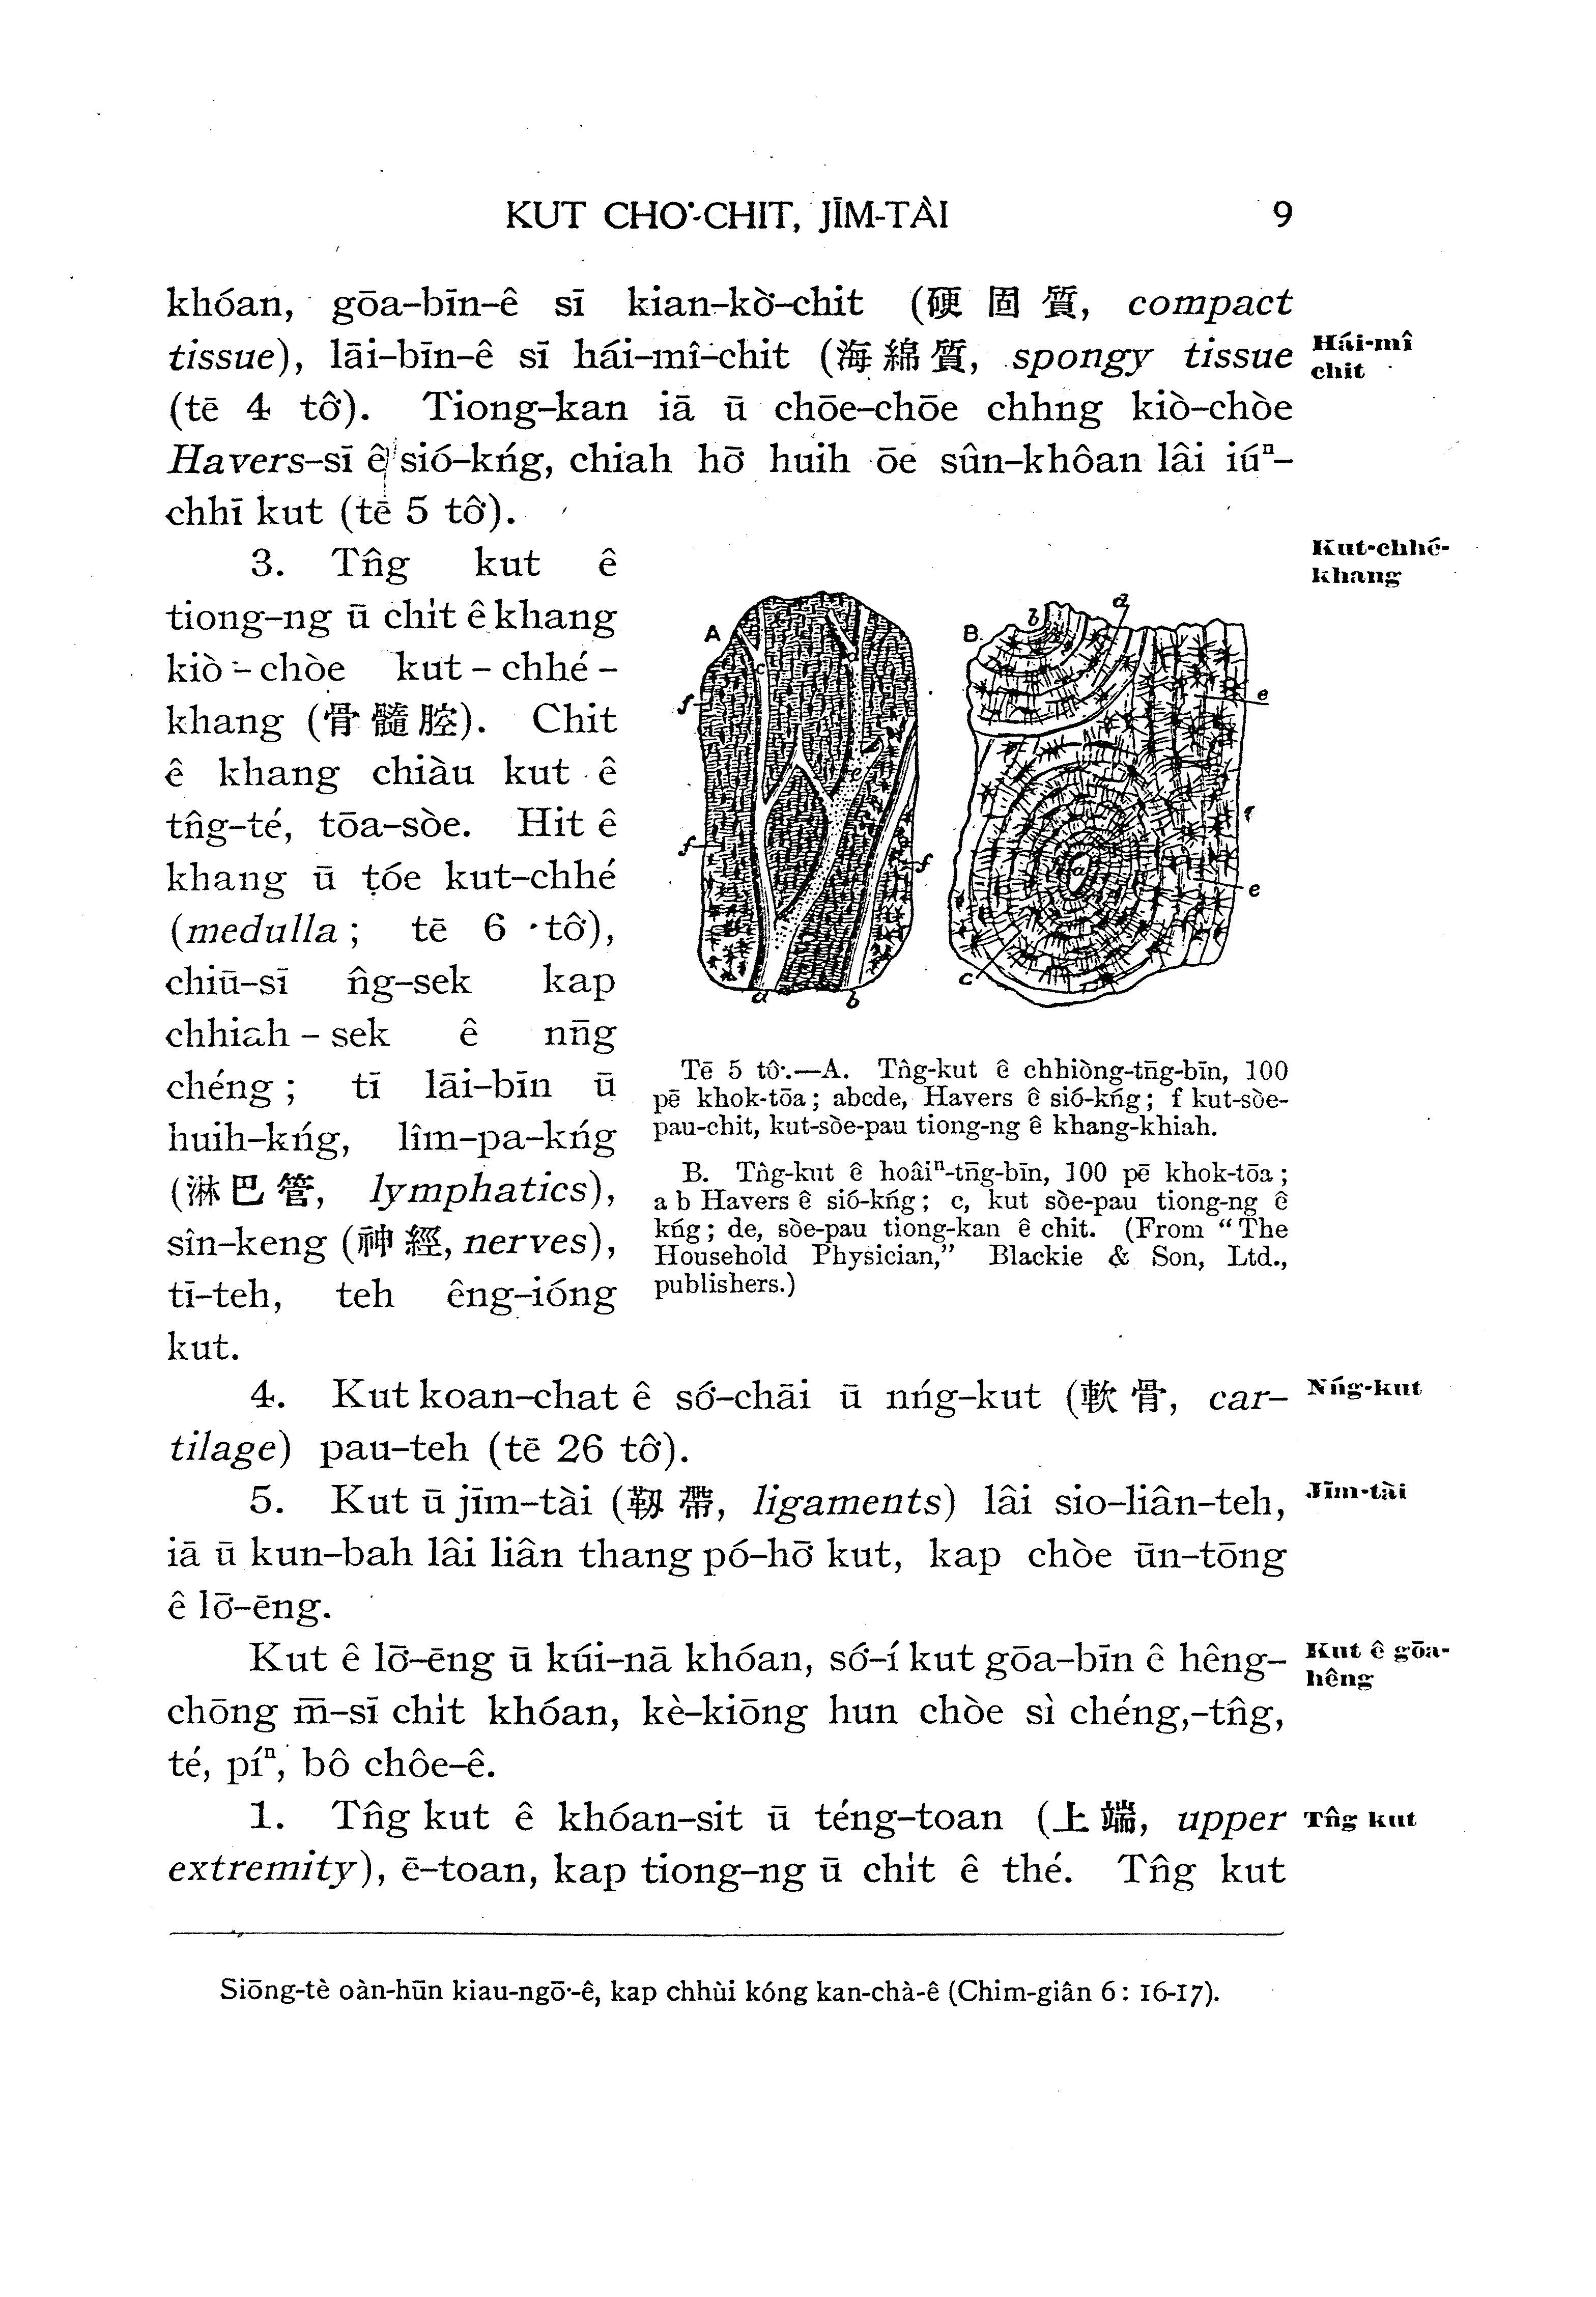 KUT CHO͘-CHIT, JĪM-TÀI 9
khóan, gōa-bīn-ê sī kian-kò͘-chit (硬固質, compact
tissue), lāi-bīn-ê sī hái-mî-chit (海綿質, spongy tissue
(tē 4 tô͘). Tiong-kan iā ū chōe-chōe chhng kiò-chòe
Havers-sī ê sió-kńg, chiah hō͘ huih ōe sûn-khôan lâi iúⁿ-
chhī kut (tē 5 tô͘).
Hái-mî
chit
3. Tn̂g kut ê
tiong-ng ū chi̍t ê khang
kiò-chòe kut-chhé-
khang (骨髓腔). Chit
ê khang chiàu kut ê
tn̂g-té, tōa-sòe. Hit ê
khang ū tóe kut-chhé
(medulla; tē 6 tô͘),
chiū-sī n̂g-sek kap
chhiah-sek ê nn̄g
chéng; tī lāi-bīn ū
huih-kńg, lîm-pa-kńg
(淋巴管, lymphatics),
sîn-keng (神經, nerves),
tī-teh, teh êng-ióng
kut.
Kut-chhé-
khang
A
c
d
f
e
f
f
a
b
B.
b
d
e
a
f
e
c
Tē 5 tô͘.—A. Tn̂g-kut ê chhiòng-tn̄g-bīn, 100
pē khok-tōa; abcde, Havers ê sió-kńg; f kut-sòe-
pau-chit, kut-sòe-pau tiong-ng ê khang-khiah.
B. Tn̂g-kut ê hoâiⁿ-tn̄g-bīn, 100 pē khok-tōa;
a b Havers ê sió-kńg; c, kut sòe-pau tiong-ng ê
kńg; de, sòe-pau tiong-kan ê chit. (From "The
Household Physician," Blackie & Son, Ltd.,
publishers.)
4. Kut koan-chat ê só͘-chāi ū nńg-kut (軟骨, car-
tilage) pau-teh (tē 26 tô͘).
Nńg-kut
5. Kut ū jīm-tài (靱帶, ligaments) lâi sio-liân-teh,
iā ū kun-bah lâi liân thang pó-hō͘ kut, kap chòe ūn-tōng
ê lō͘-ēng.
Jīm-tài
Kut ê lō͘-ēng ū kúi-nā khóan, só͘-í kut gōa-bīn ê hêng-
chōng m̄-sī chi̍t khóan, kè-kiōng hun chòe sì chéng,-tn̂g,
té, píⁿ, bô chôe-ê.
Kut ê gōa-
hêng
1. Tn̂g kut ê khóan-sit ū téng-toan (上端, upper
extremity), ē-toan, kap tiong-ng ū chi̍t ê thé. Tn̂g kut
Tn̂g kut
Siōng-tè oàn-hūn kiau-ngō͘-ê, kap chhùi kóng kan-chà-ê (Chim-giân 6: 16-17).